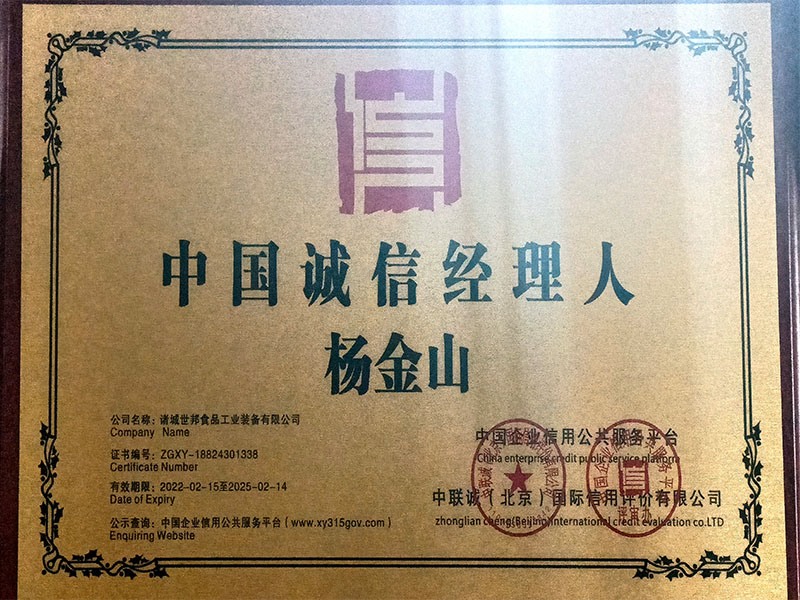 信
中国诚信经理人
杨金山
公司名称：诸城世邦食品工业装备有限公司
Company Name
证书编号：ZGXY-18824301338
Certificate Number
有效期限：2022-02-15至2025-02-14
Date of Expiry
公示查询：中国企业信用公共服务平台（www.xy315gov.com）
Enquiring Website
中国企业信用公共服务平台
China enterprise credit public service platform
中联诚（北京）国际信用评价有限公司
zhonglian cheng(Beijing)international credit evaluation co.LTD
评审办